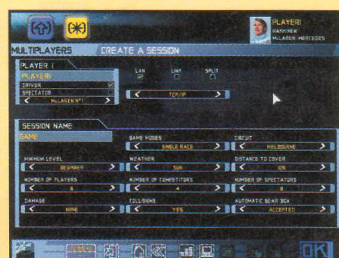 PLAYER1
MCLAREN MERCEDES
MULTIPLAYERS CREATE A SESSION
PLAYER 1
LAN LINK SPLIT
PLAYER1
DRIVER
SPECTATOR
MCLAREN N°1
TCP/IP
SESSION NAME
GAME
GAME MODES CIRCUIT
SINGLE RACE
MINIMUM LEVEL WEATHER DISTANCE TO COVER
BEGINNER SUN
NUMBER OF PLAYERS NUMBER OF COMPETITORS NUMBER OF SPECTATORS
DAMAGE COLLISIONS AUTOMATIC GEAR BOX
NONE YES ACCEPTED
OK